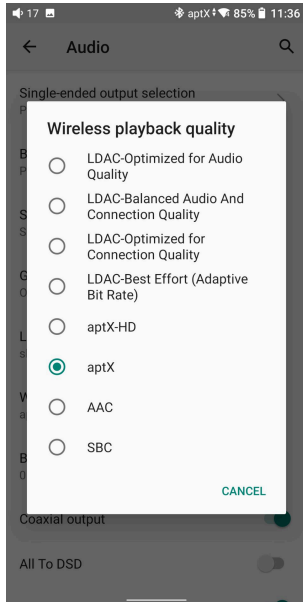 17 aptX 85% 11:36
Audio
Single-ended output selection
P
Wireless playback quality
LDAC-Optimized for Audio
Quality
LDAC-Balanced Audio And
Connection Quality
LDAC-Optimized for
Connection Quality
LDAC-Best Effort (Adaptive
Bit Rate)
aptX-HD
aptX
AAC
SBC
CANCEL
Coaxial output
All To DSD